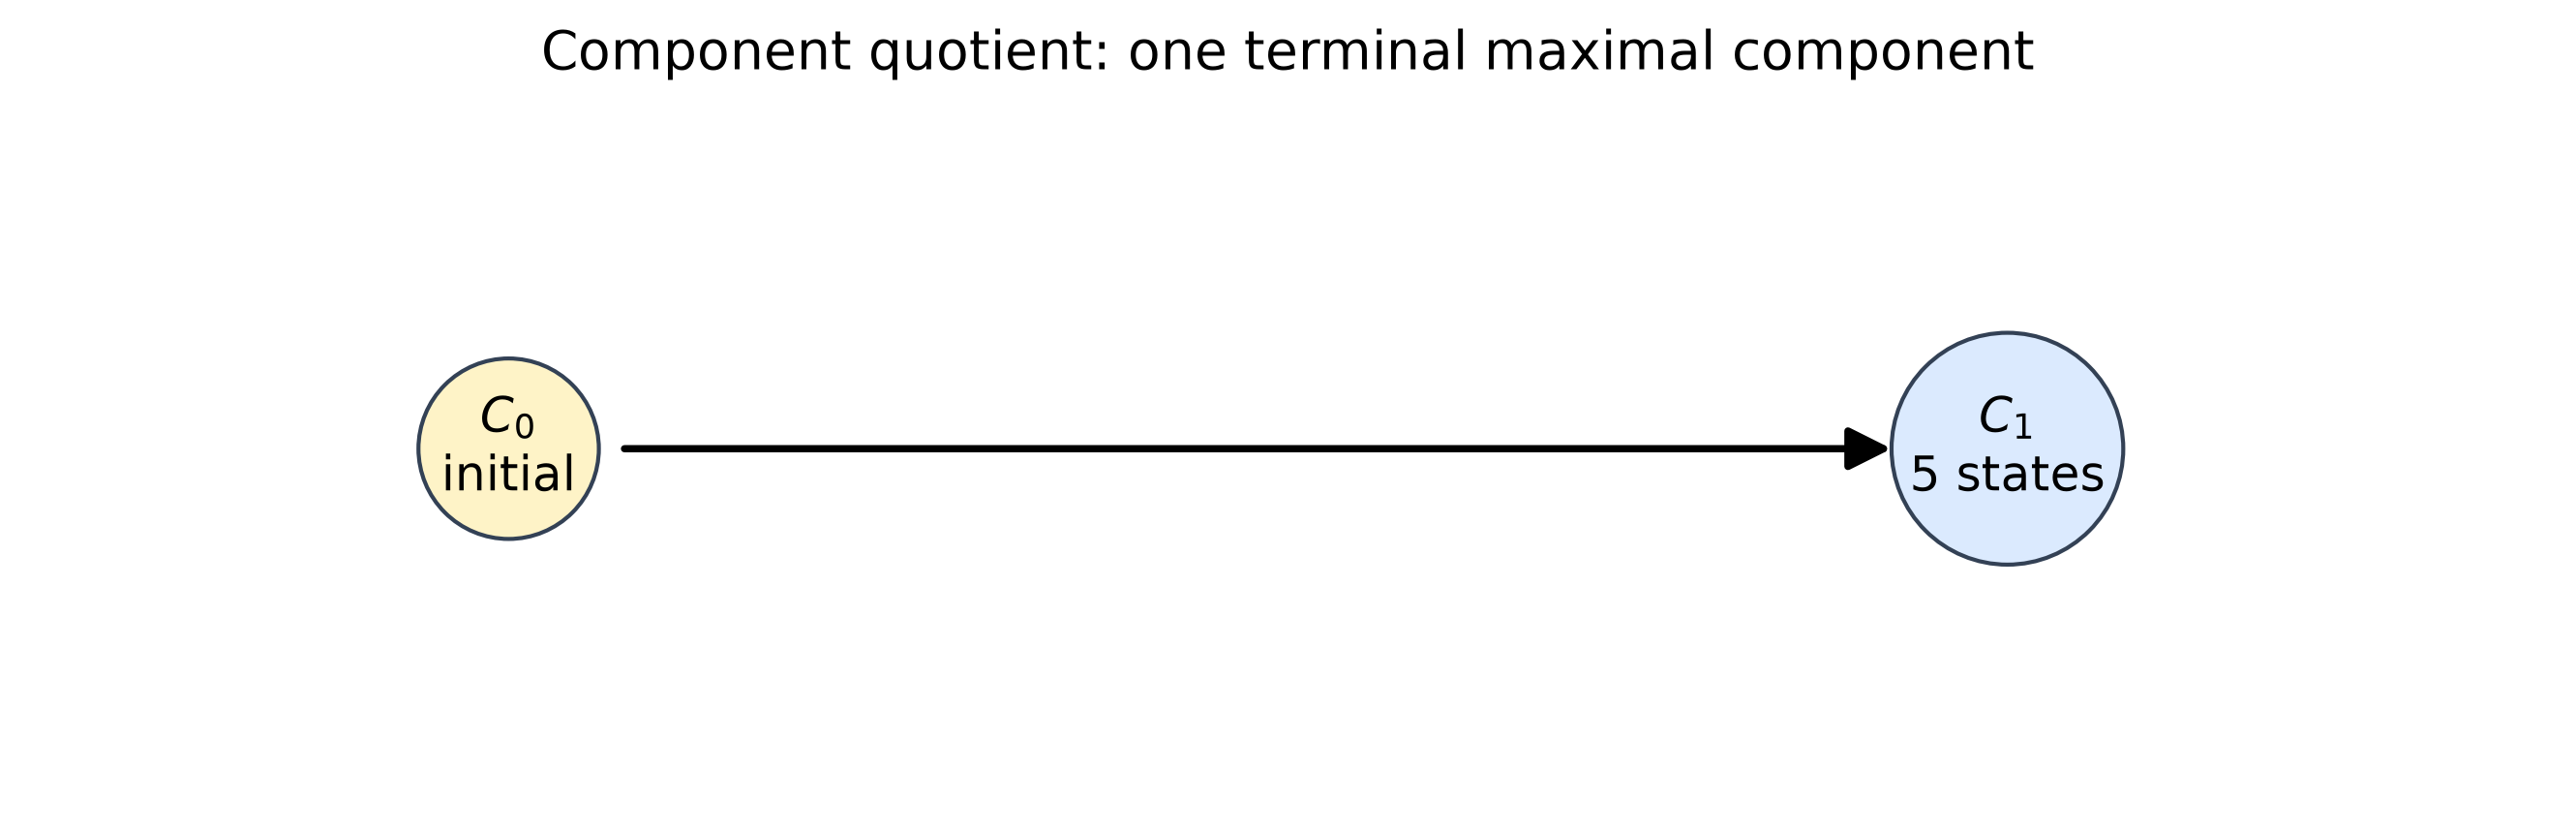 Component quotient: one terminal maximal component
C₀
initial
C₁
5 states